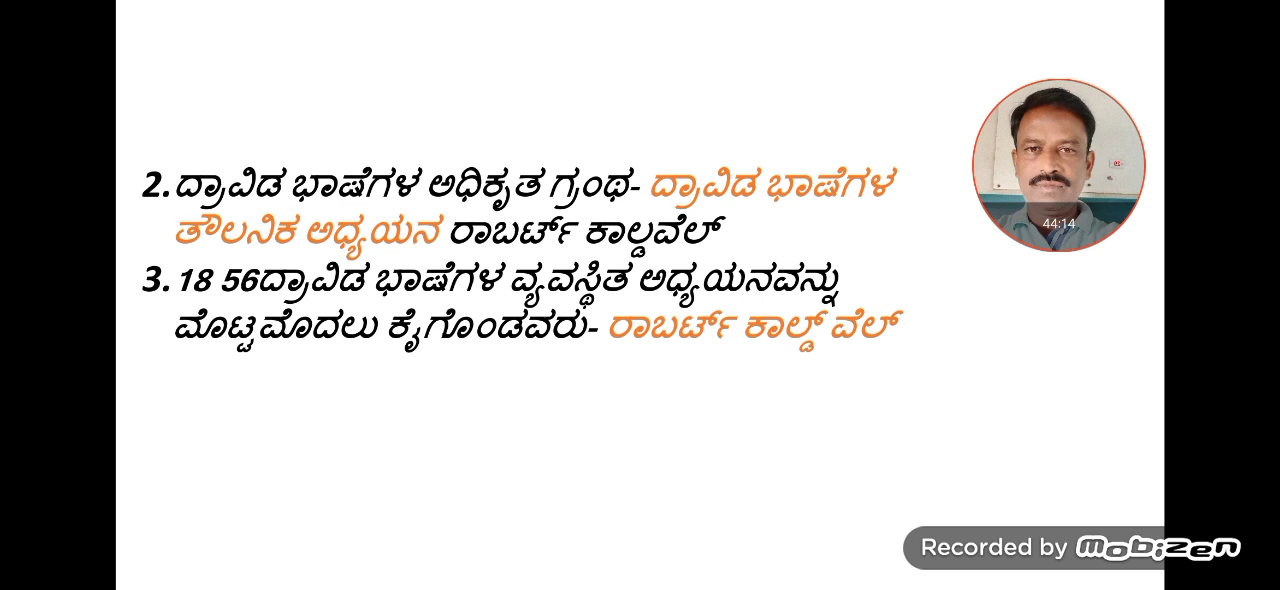 2.ದ್ರಾವಿಡ ಭಾಷೆಗಳ ಅಧಿಕೃತ ಗ್ರಂಥ- ದ್ರಾವಿಡ ಭಾಷೆಗಳ
ತೌಲನಿಕ ಅಧ್ಯಯನ ರಾಬರ್ಟ್ ಕಾಲ್ಡವೆಲ್
3. 18 56ದ್ರಾವಿಡ ಭಾಷೆಗಳ ವ್ಯವಸ್ಥಿತ ಅಧ್ಯಯನವನ್ನು
ಮೊಟ್ಟಮೊದಲು ಕೈಗೊಂಡವರು- ರಾಬರ್ಟ್ ಕಾಲ್ಡ್ ವೆಲ್
44:14
Recorded by Mobizen